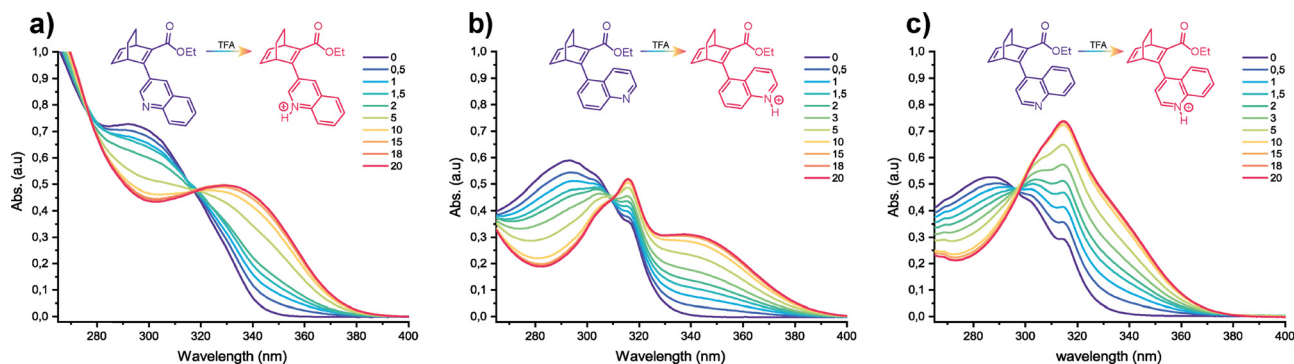 a)
O
OEt
N
TFA
O
OEt
N
⊕
H
0
0,5
1
1,5
2
5
10
15
18
20
Abs. (a.u)
1,0
0,9
0,8
0,7
0,6
0,5
0,4
0,3
0,2
0,1
0,0
280 300 320 340 360 380 400
Wavelength (nm)
b)
O
OEt
N
TFA
O
OEt
N
⊕
H
0
0,5
1
1,5
2
3
5
10
15
18
20
Abs. (a.u)
1,0
0,9
0,8
0,7
0,6
0,5
0,4
0,3
0,2
0,1
0,0
280 300 320 340 360 380 400
Wavelength (nm)
c)
O
OEt
N
TFA
O
OEt
N
⊕
H
0
0,5
1
1,5
2
3
5
10
15
18
20
Abs. (a.u)
1,0
0,9
0,8
0,7
0,6
0,5
0,4
0,3
0,2
0,1
0,0
280 300 320 340 360 380 400
wavelength (nm)